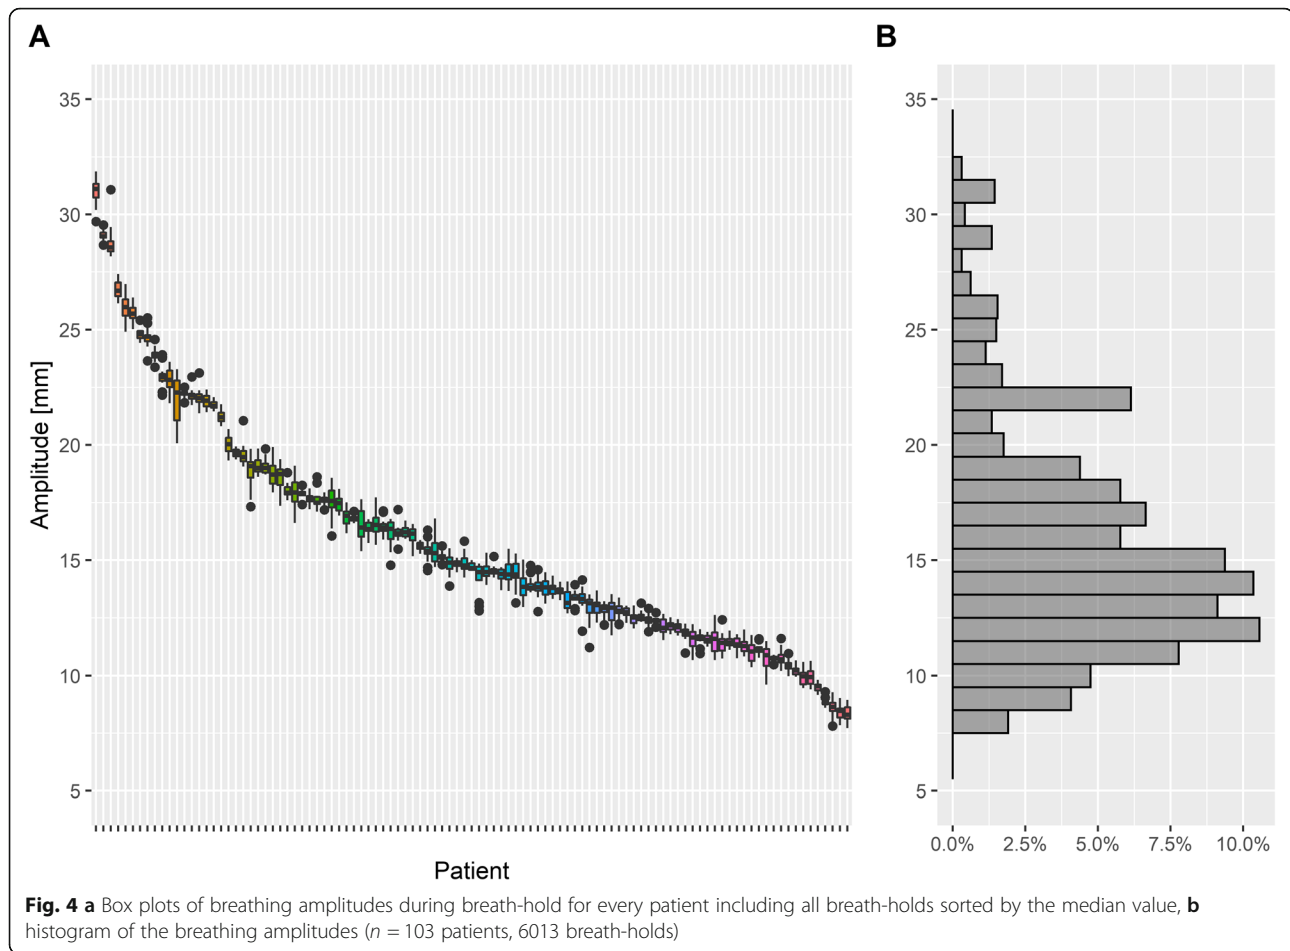 A
B
35
30
25
20
15
10
5
Amplitude [mm]
Patient
35
30
25
20
15
10
5
0.0% 2.5% 5.0% 7.5% 10.0%
Fig. 4 a Box plots of breathing amplitudes during breath-hold for every patient including all breath-holds sorted by the median value, b
histogram of the breathing amplitudes (n = 103 patients, 6013 breath-holds)